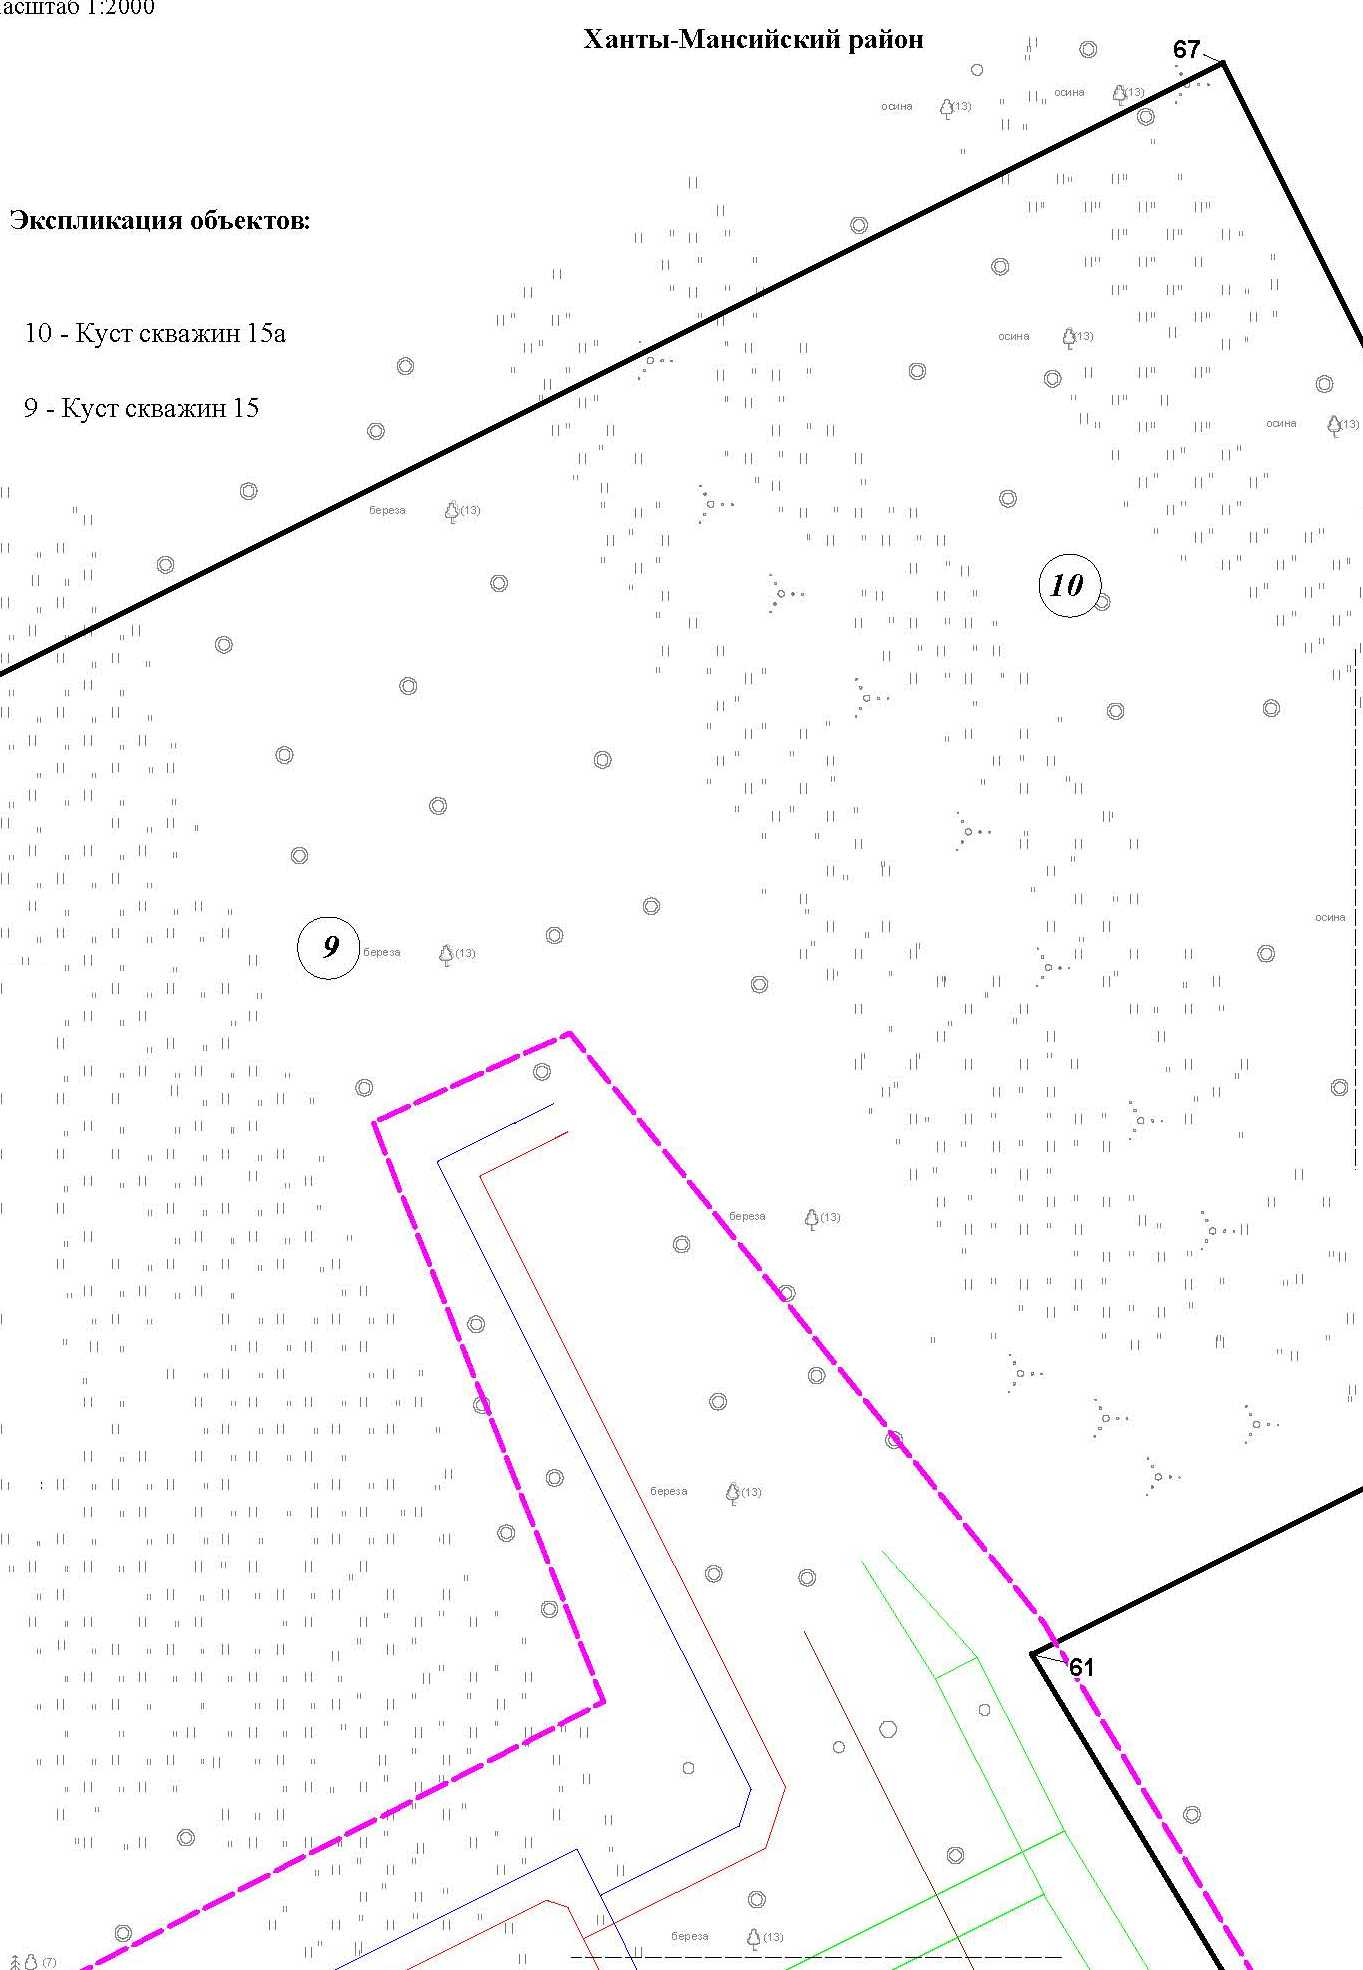 Масштаб 1:2000
Ханты-Мансийский район
67
осина (13)
осина (13)
Экспликация объектов:
10 - Куст скважин 15а
осина (13)
9 - Куст скважин 15
осина (13)
береза (13)
10
осина
9
береза (13)
береза (13)
береза (13)
61
береза (13)
(7)